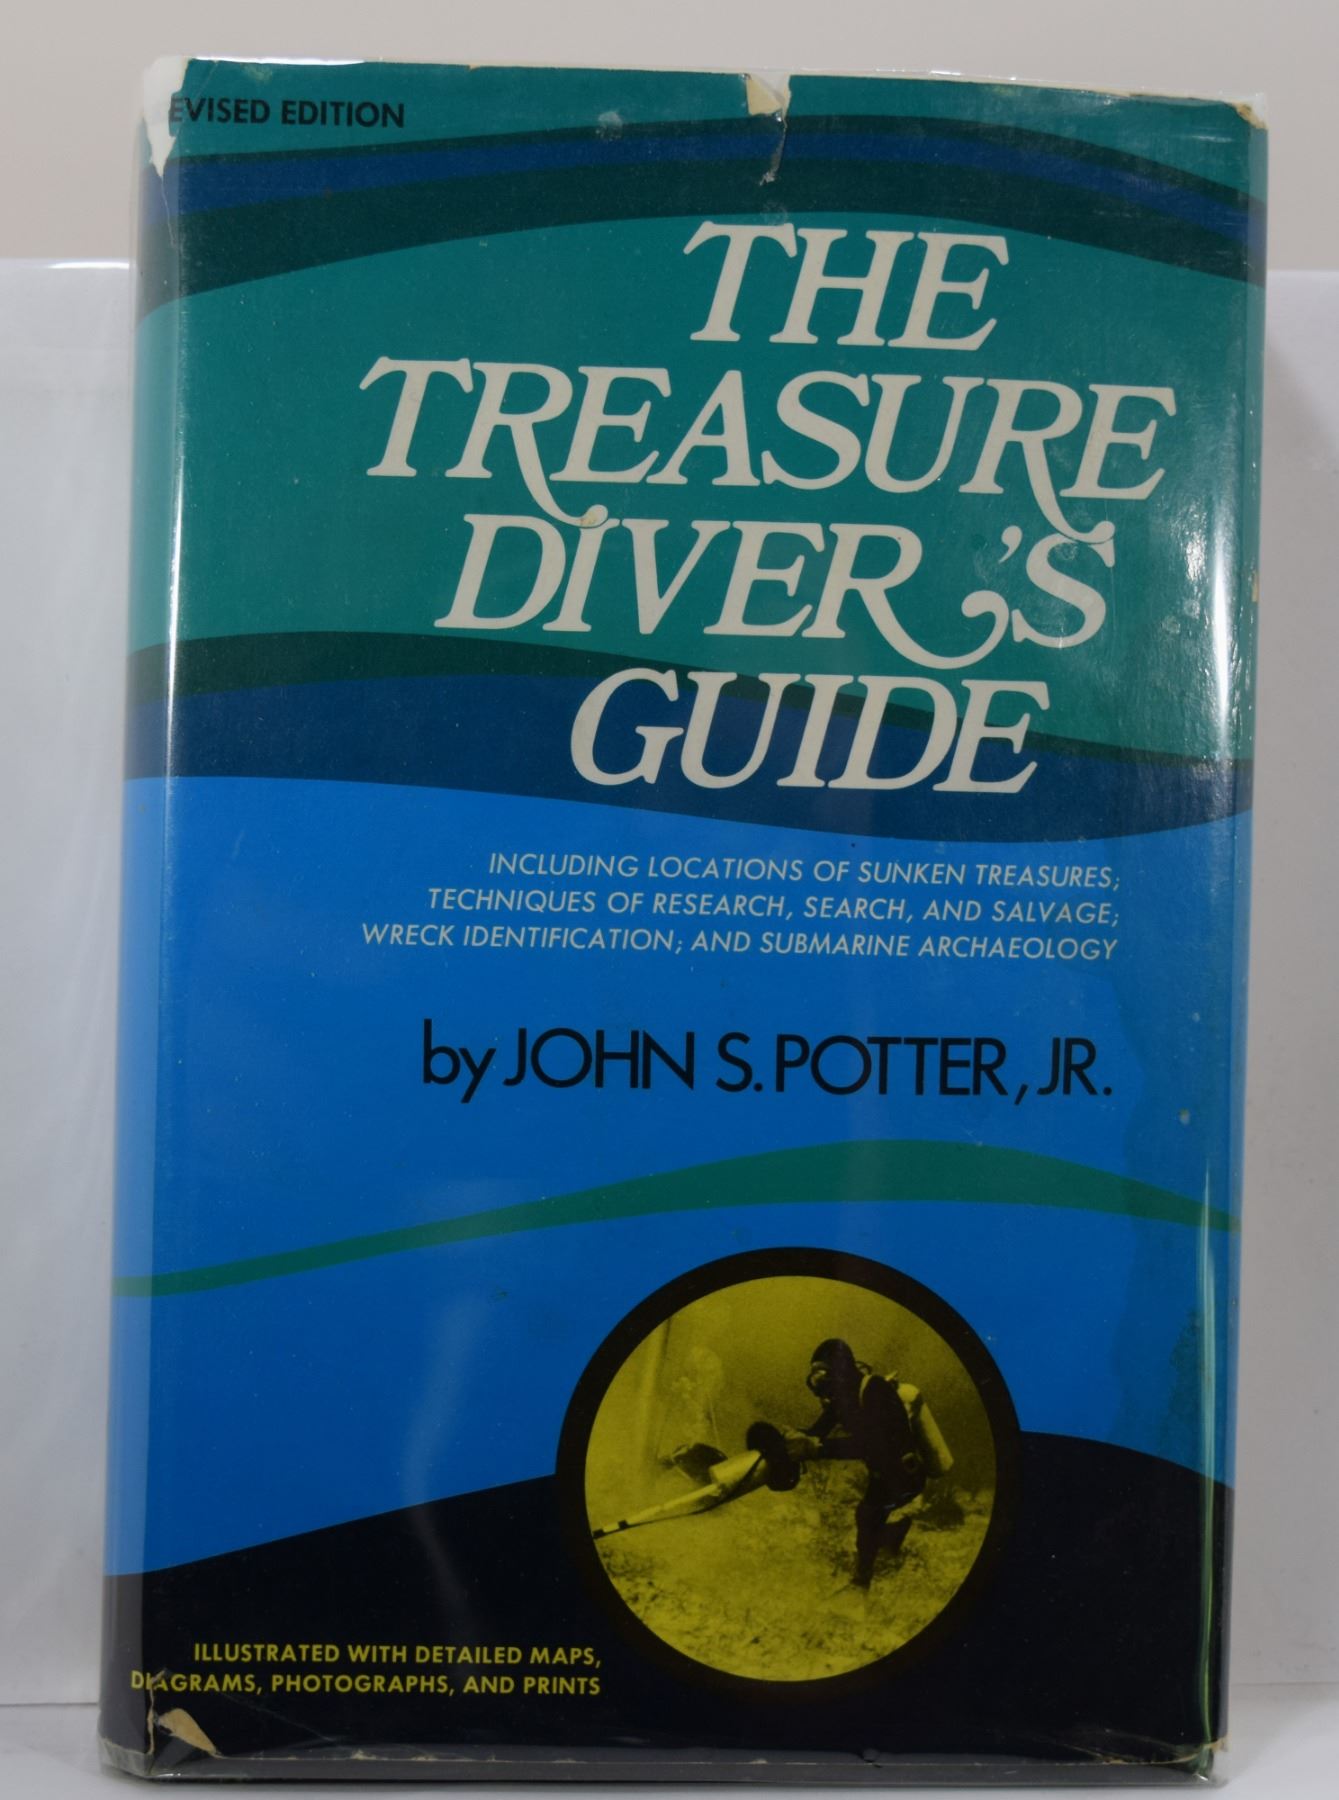 EVISED EDITION
THE
TREASURE
DIVER'S
GUIDE
INCLUDING LOCATIONS OF SUNKEN TREASURES;
TECHNIQUES OF RESEARCH, SEARCH, AND SALVAGE;
WRECK IDENTIFICATION; AND SUBMARINE ARCHAEOLOGY
by JOHN S. POTTER, JR.
ILLUSTRATED WITH DETAILED MAPS,
DIAGRAMS, PHOTOGRAPHS, AND PRINTS